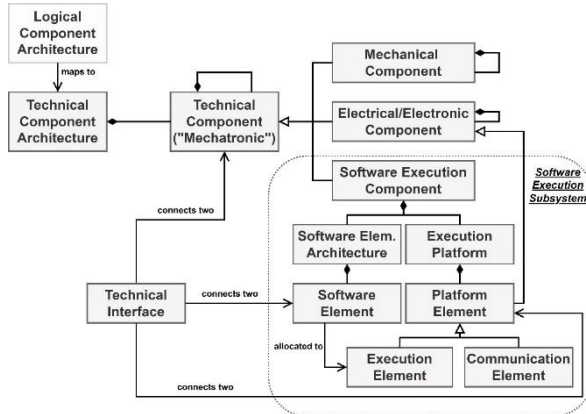 Logical
Component
Architecture
maps to
Technical
Component
Architecture
Technical
Component
("Mechatronic")
Mechanical
Component
Electrical/Electronic
Component
Software Execution
Component
Software
Execution
Subsystem
connects two
Software Elem.
Architecture
Execution
Platform
Technical
Interface
connects two
Software
Element
Platform
Element
allocated to
Execution
Element
Communication
Element
connects two